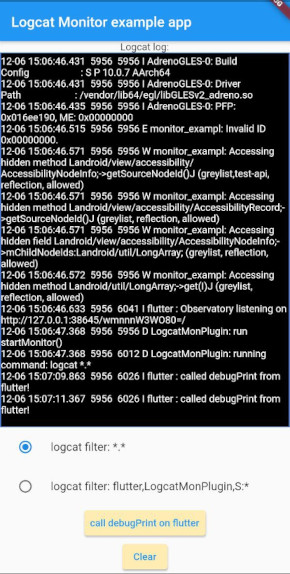 Logcat Monitor example app
Logcat log:
12-06 15:06:46.431 5956 5956 I AdrenoGLES-0: Build
Config : S P 10.0.7 AArch64
12-06 15:06:46.431 5956 5956 I AdrenoGLES-0: Driver
Path : /vendor/lib64/egl/libGLESv2_adreno.so
12-06 15:06:46.435 5956 5956 I AdrenoGLES-0: PFP:
0x016ee190, ME: 0x00000000
12-06 15:06:46.515 5956 5956 E monitor_exampl: Invalid ID
0x00000000.
12-06 15:06:46.571 5956 5956 W monitor_exampl: Accessing
hidden method Landroid/view/accessibility/
AccessibilityNodeInfo;->getSourceNodeId()J (greylist,test-api,
reflection, allowed)
12-06 15:06:46.571 5956 5956 W monitor_exampl: Accessing
hidden method Landroid/view/accessibility/AccessibilityRecord;-
>getSourceNodeId()J (greylist, reflection, allowed)
12-06 15:06:46.571 5956 5956 W monitor_exampl: Accessing
hidden field Landroid/view/accessibility/AccessibilityNodeInfo;-
>mChildNodeIds:Landroid/util/LongArray; (greylist, reflection,
allowed)
12-06 15:06:46.572 5956 5956 W monitor_exampl: Accessing
hidden method Landroid/util/LongArray;->get(I)J (greylist,
reflection, allowed)
12-06 15:06:46.633 5956 6041 I flutter : Observatory listening on
http://127.0.0.1:38645/wmnnnW3WO80=/
12-06 15:06:47.368 5956 5956 D LogcatMonPlugin: run
startMonitor()
12-06 15:06:47.368 5956 6012 D LogcatMonPlugin: running
command: logcat *.*
12-06 15:07:09.863 5956 6026 I flutter : called debugPrint from
flutter!
12-06 15:07:11.367 5956 6026 I flutter : called debugPrint from
flutter!
logcat filter: *.*
logcat filter: flutter,LogcatMonPlugin,S:*
call debugPrint on flutter
Clear